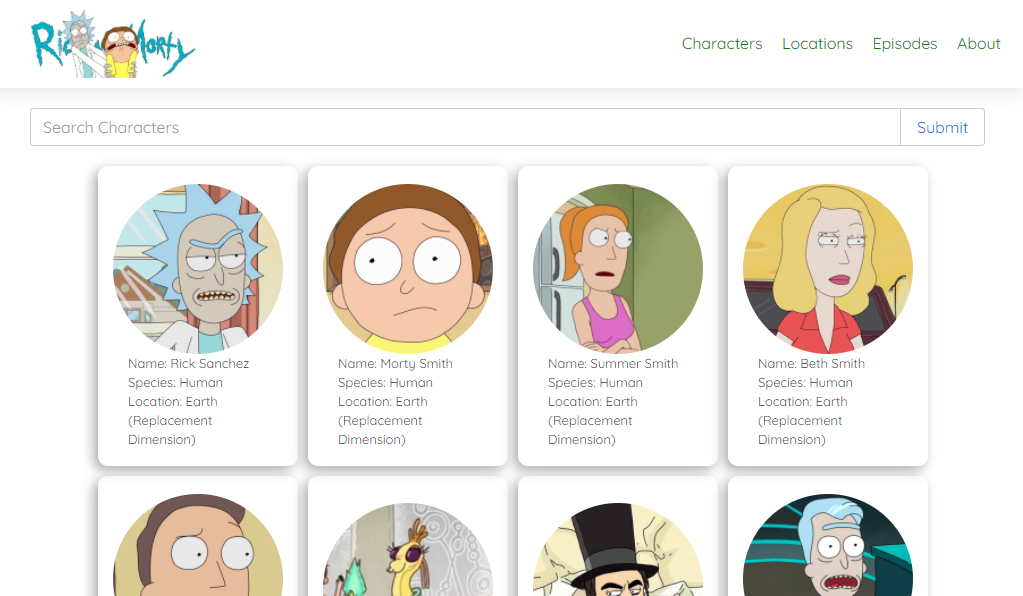 Rick and Morty
Characters Locations Episodes About
Search Characters Submit
Name: Rick Sanchez
Species: Human
Location: Earth
(Replacement
Dimension)
Name: Morty Smith
Species: Human
Location: Earth
(Replacement
Dimension)
Name: Summer Smith
Species: Human
Location: Earth
(Replacement
Dimension)
Name: Beth Smith
Species: Human
Location: Earth
(Replacement
Dimension)